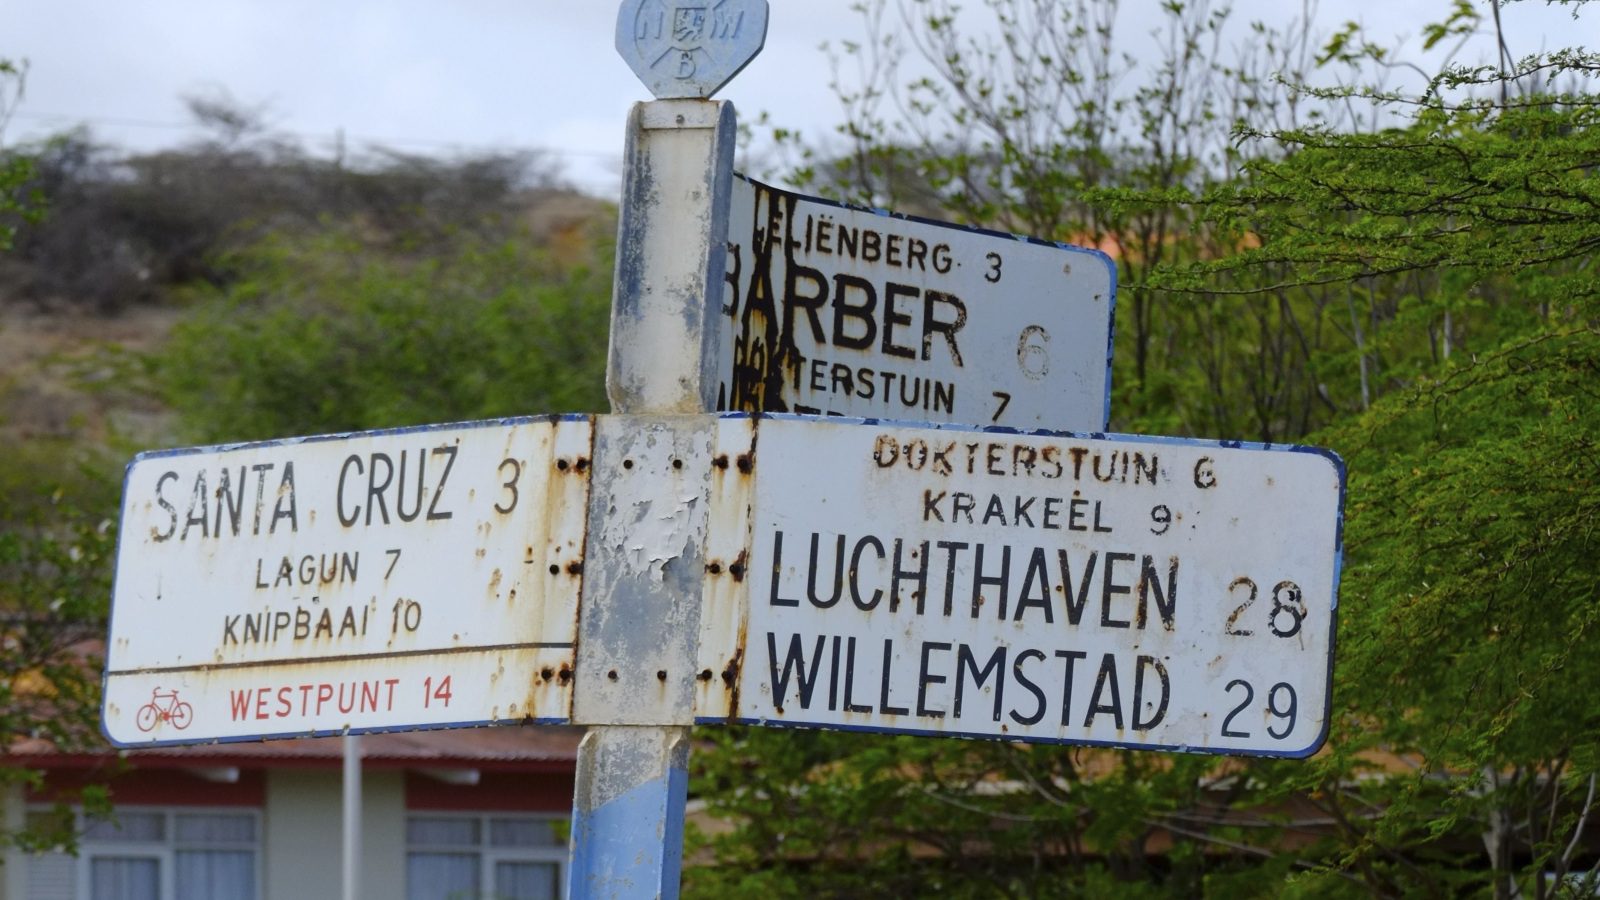 N W
B
LELIËNBERG 3
BARBER 6
DOKTERSTUIN 7
SANTA CRUZ 3
LAGUN 7
KNIPBAAI 10
WESTPUNT 14
DOKTERSTUIN 6
KRAKEEL 9
LUCHTHAVEN 28
WILLEMSTAD 29